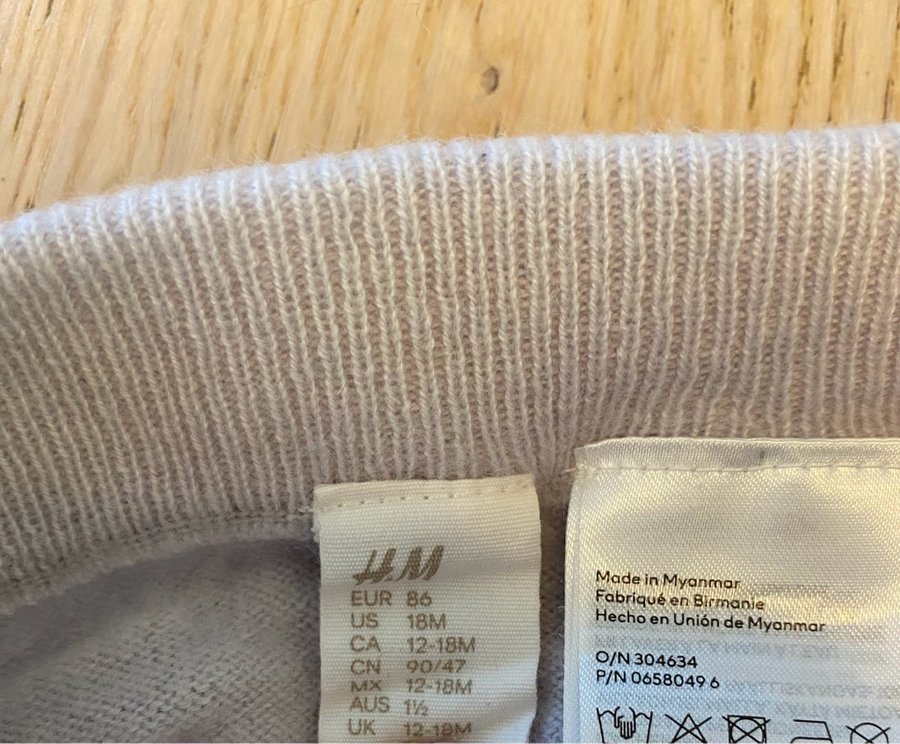 H&M
EUR 86
US 18M
CA 12-18M
CN 90/47
MX 12-18M
AUS 1½
UK 12-18M
Made in Myanmar
Fabriqué en Birmanie
Hecho en Unión de Myanmar
O/N 304634
P/N 0658049 6